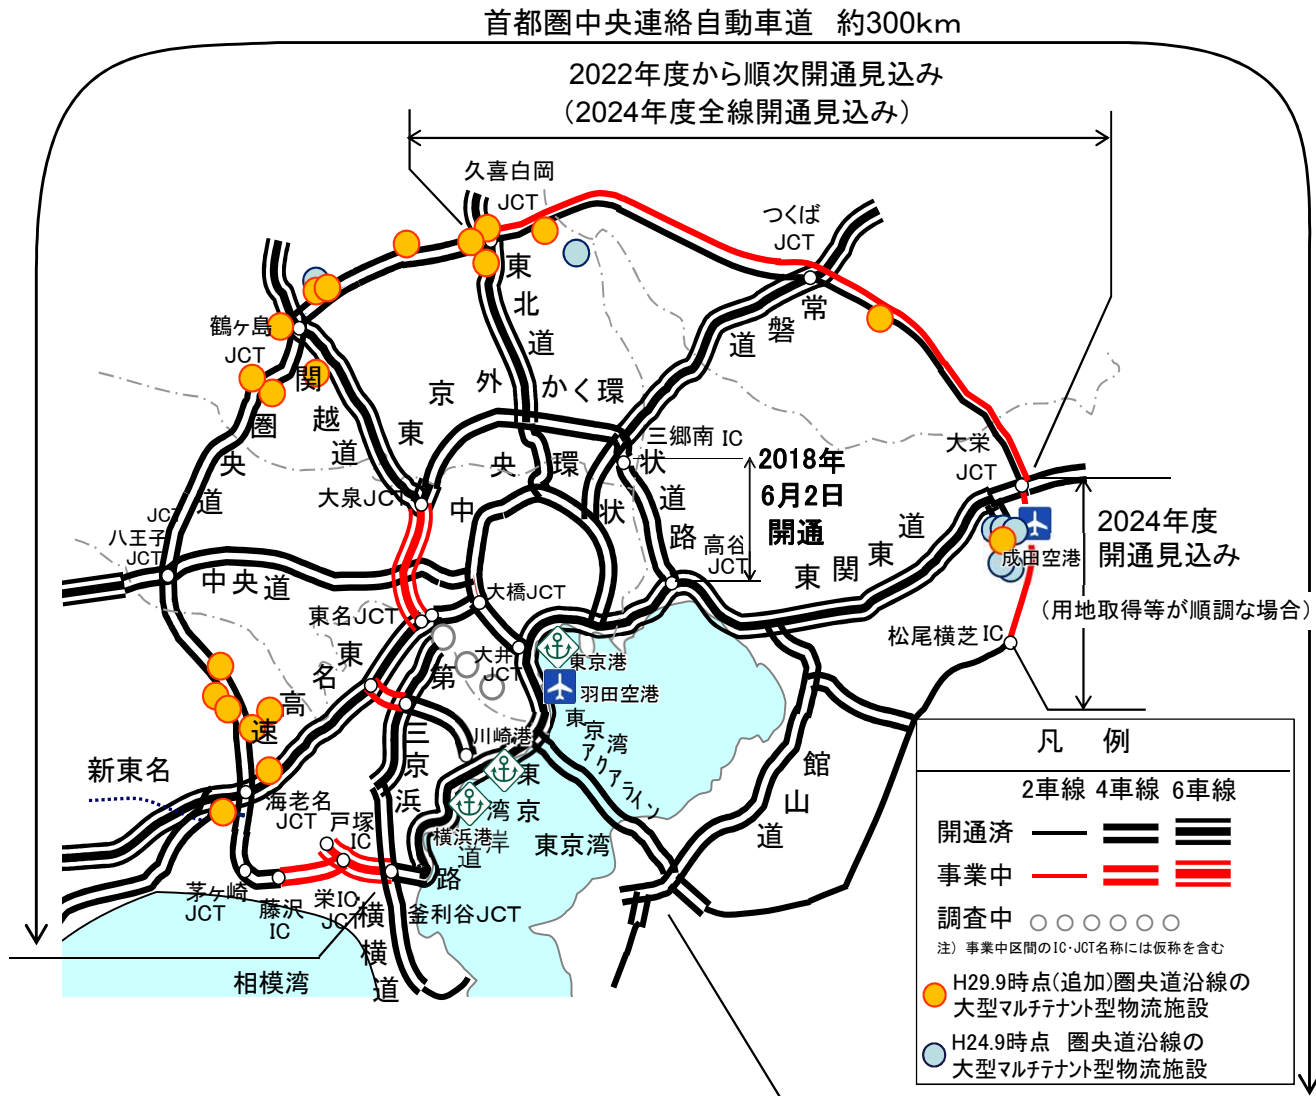 首都圏中央連絡自動車道　約300km
2022年度から順次開通見込み
（2024年度全線開通見込み）
久喜白岡
JCT
つくば
JCT
東北道
常磐道
鶴ヶ島
JCT
関越道
東京外かく環状道路
圏央道
中央環状
三郷南 IC
2018年
6月2日
開通
大栄
JCT
大泉JCT
JCT
八王子
JCT
中央道
高谷
JCT
東関東道
成田空港
2024年度
開通見込み
（用地取得等が順調な場合）
大橋JCT
東名JCT
東名高速
第三京浜
大井
JCT
東京港
羽田空港
松尾横芝IC
東京湾アクアライン
川崎港
新東名
海老名
JCT
戸塚
IC
横浜港
東京湾岸道路
東京湾
館山道
茅ヶ崎
JCT
藤沢
IC
栄IC・
JCT
釜利谷JCT
横横道
相模湾
凡　例
2車線 4車線 6車線
開通済
事業中
調査中
注）事業中区間のIC・JCT名称には仮称を含む
H29.9時点(追加)圏央道沿線の
大型マルチテナント型物流施設
H24.9時点　圏央道沿線の
大型マルチテナント型物流施設